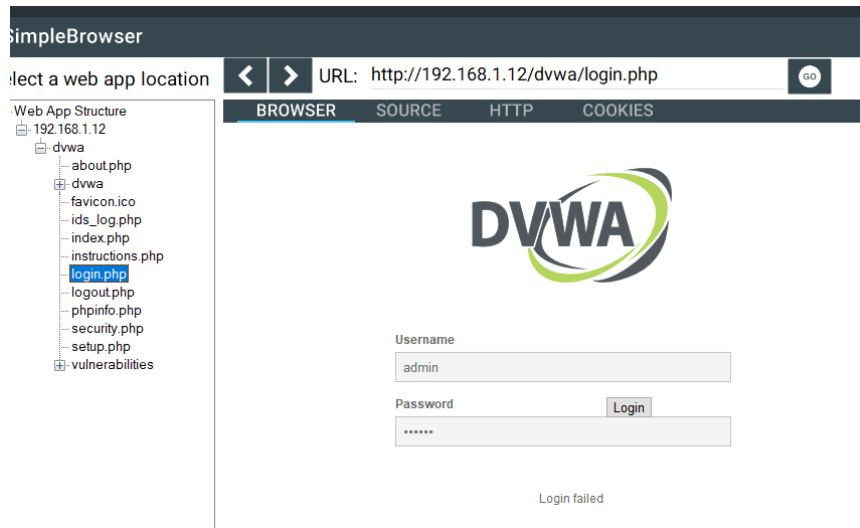 SimpleBrowser
elect a web app location
URL: http://192.168.1.12/dvwa/login.php
GO
Web App Structure
192.168.1.12
dvwa
about.php
dvwa
favicon.ico
ids_log.php
index.php
instructions.php
login.php
logout.php
phpinfo.php
security.php
setup.php
vulnerabilities
BROWSER SOURCE HTTP COOKIES
DVWA
Username
admin
Password
Login
••••••
Login failed